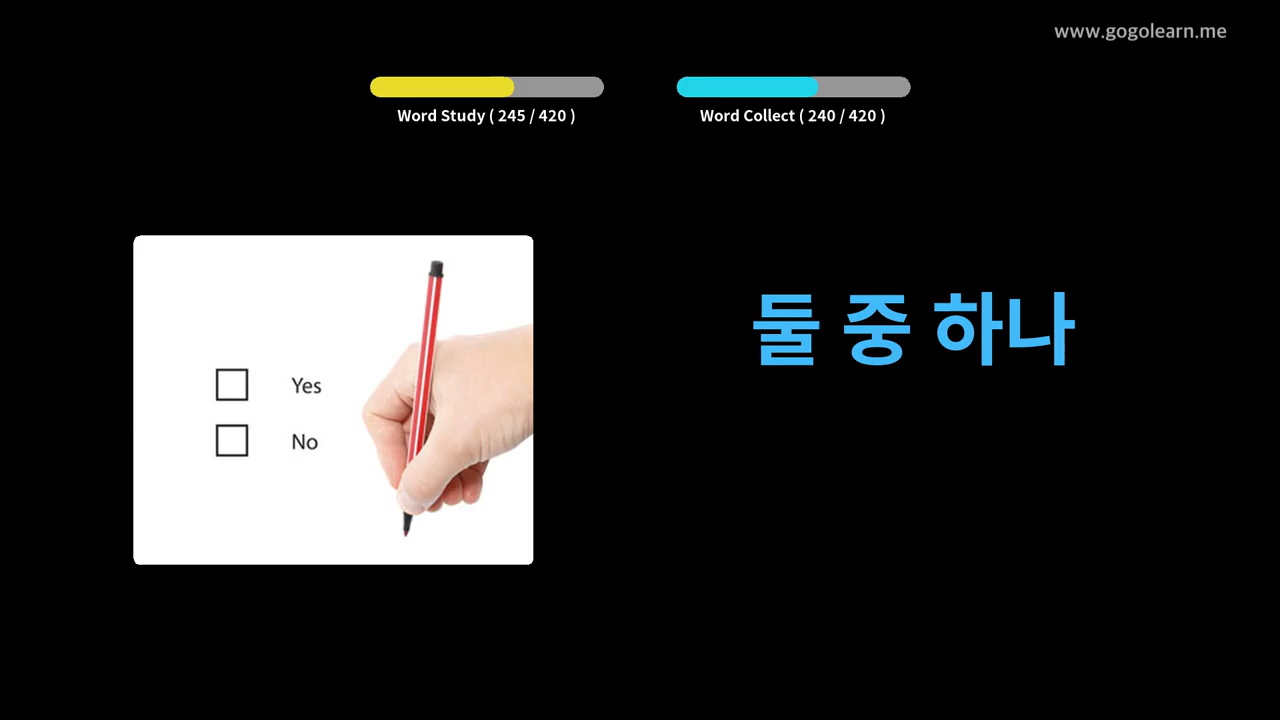 www.gogolearn.me
Word Study ( 245 / 420 )
Word Collect ( 240 / 420 )
Yes
No
둘 중 하나